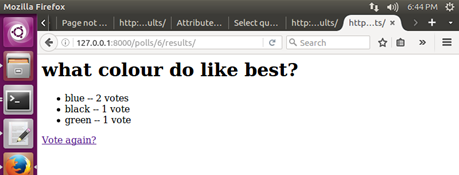 Mozilla Firefox
6:44 PM
Page not ...
http:...ults/
Attribute...
Select qu...
http:...ults/
http...ts/
127.0.0.1:8000/polls/6/results/
Search
what colour do like best?
blue -- 2 votes
black -- 1 vote
green -- 1 vote
Vote again?